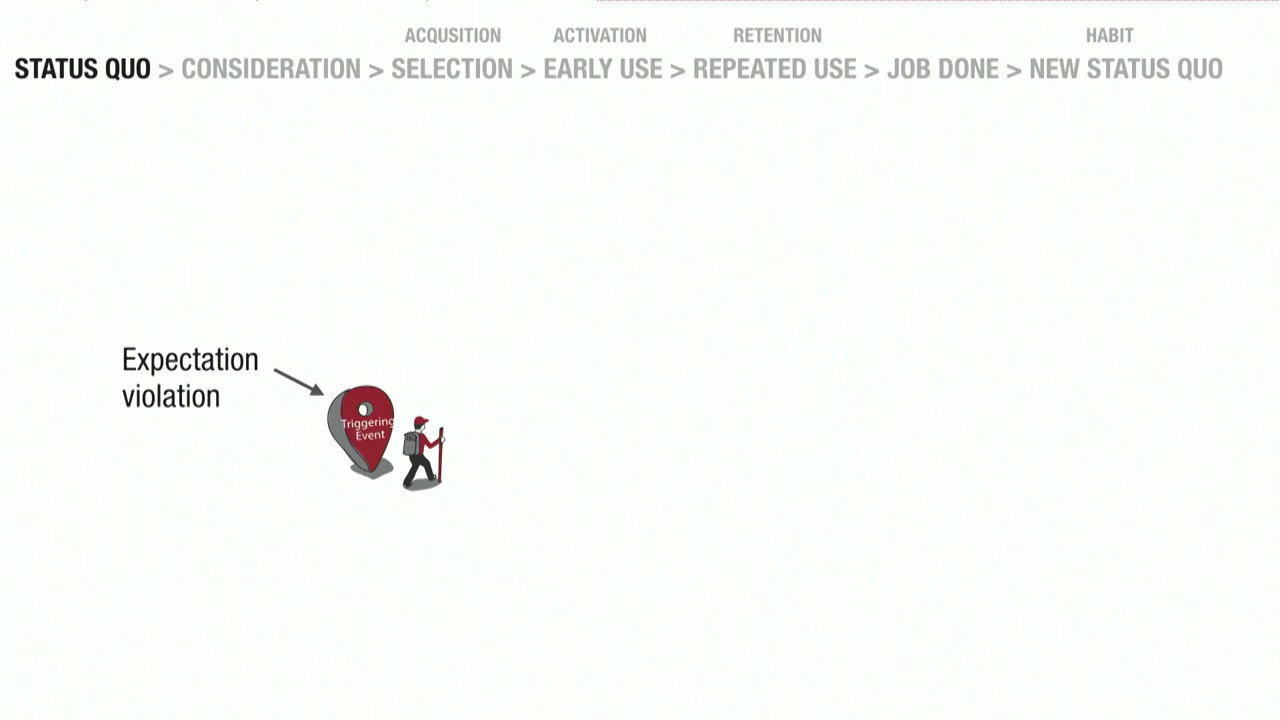 ACQUSITION ACTIVATION RETENTION HABIT
STATUS QUO > CONSIDERATION > SELECTION > EARLY USE > REPEATED USE > JOB DONE > NEW STATUS QUO
Expectation
violation
Triggering
Event